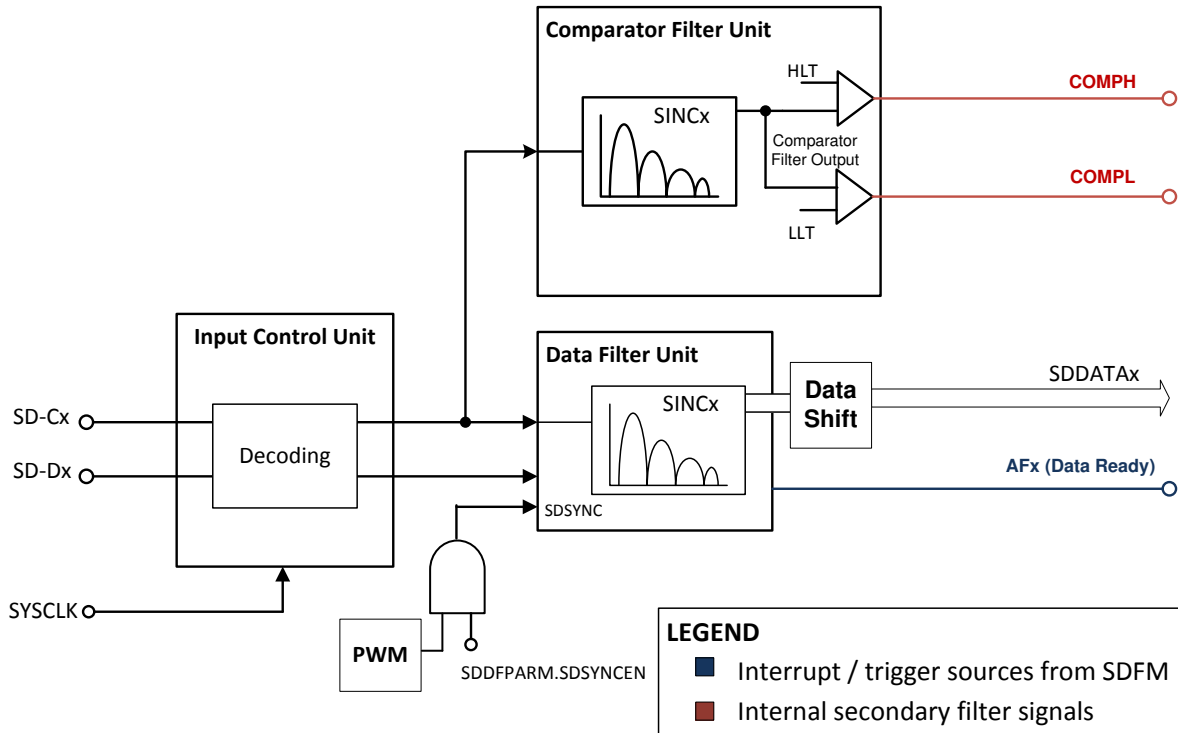 Comparator Filter Unit
HLT
COMPH
SINCx
Comparator
Filter Output
COMPL
LLT
Input Control Unit
Data Filter Unit
SDDATAx
SINCx
Data
Shift
SD-Cx
Decoding
SD-Dx
AFx (Data Ready)
SDSYNC
SYSCLK
PWM
SDDFPARM.SDSYNCEN
LEGEND
Interrupt / trigger sources from SDFM
Internal secondary filter signals